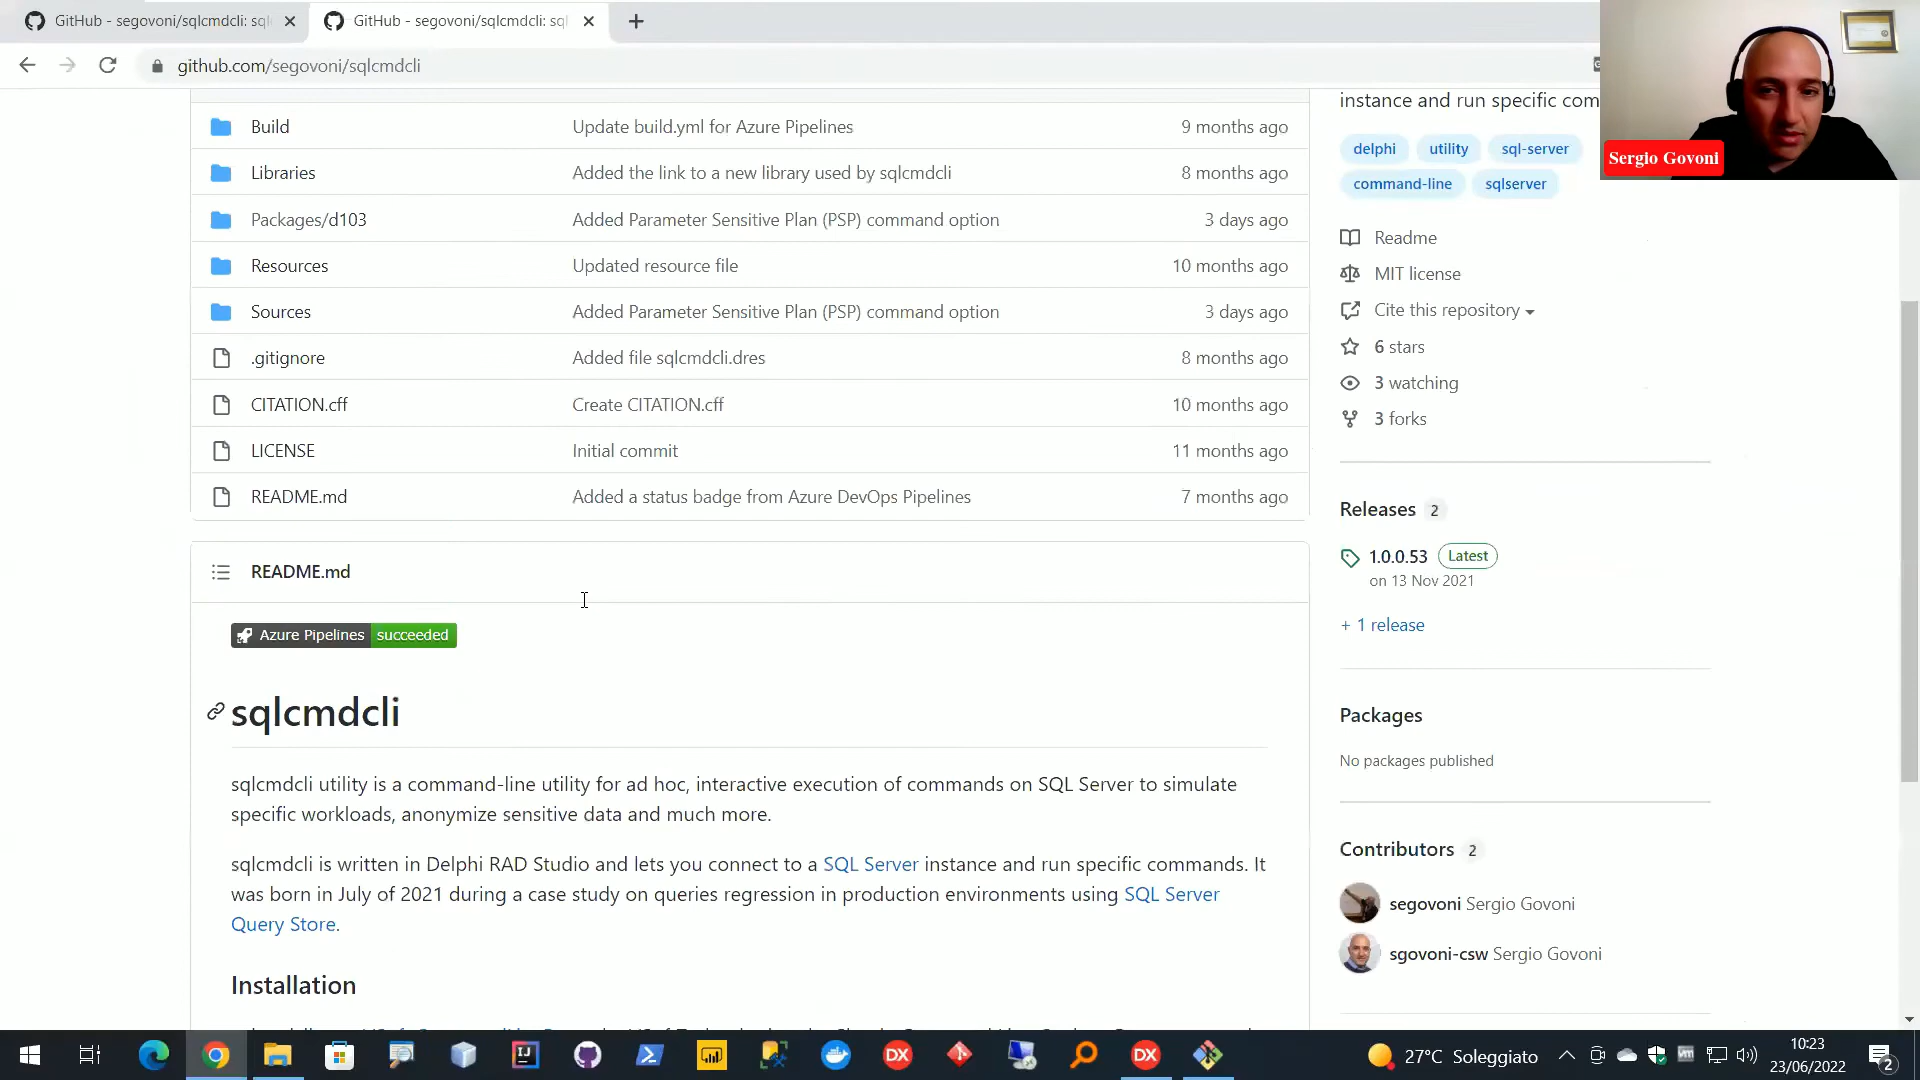 GitHub - segovoni/sqlcmdcli: sql
GitHub - segovoni/sqlcmdcli: sql
github.com/segovoni/sqlcmdcli
Sergio Govoni
Build Update build.yml for Azure Pipelines 9 months ago
Libraries Added the link to a new library used by sqlcmdcli 8 months ago
Packages/d103 Added Parameter Sensitive Plan (PSP) command option 3 days ago
Resources Updated resource file 10 months ago
Sources Added Parameter Sensitive Plan (PSP) command option 3 days ago
.gitignore Added file sqlcmdcli.dres 8 months ago
CITATION.cff Create CITATION.cff 10 months ago
LICENSE Initial commit 11 months ago
README.md Added a status badge from Azure DevOps Pipelines 7 months ago
README.md
Azure Pipelines succeeded
sqlcmdcli
sqlcmdcli utility is a command-line utility for ad hoc, interactive execution of commands on SQL Server to simulate
specific workloads, anonymize sensitive data and much more.
sqlcmdcli is written in Delphi RAD Studio and lets you connect to a SQL Server instance and run specific commands. It
was born in July of 2021 during a case study on queries regression in production environments using SQL Server
Query Store.
Installation
instance and run specific com
delphi utility sql-server
command-line sqlserver
Readme
MIT license
Cite this repository
6 stars
3 watching
3 forks
Releases 2
1.0.0.53 Latest
on 13 Nov 2021
+ 1 release
Packages
No packages published
Contributors 2
segovoni Sergio Govoni
sgovoni-csw Sergio Govoni
DX
DX
27°C Soleggiato
10:23
23/06/2022
2